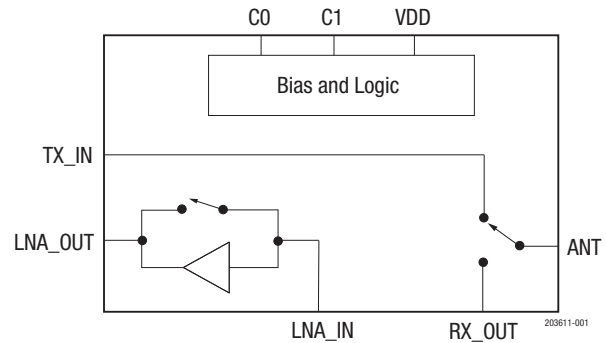 C0 C1 VDD
Bias and Logic
TX_IN
LNA_OUT
ANT
LNA_IN
RX_OUT
203611-001